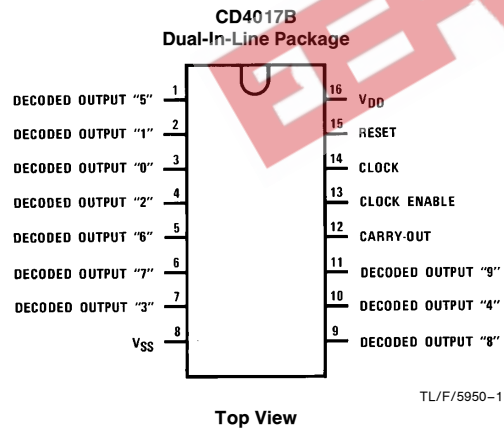 CD4017B
Dual-In-Line Package
DECODED OUTPUT "5" 1
DECODED OUTPUT "1" 2
DECODED OUTPUT "0" 3
DECODED OUTPUT "2" 4
DECODED OUTPUT "6" 5
DECODED OUTPUT "7" 6
DECODED OUTPUT "3" 7
VSS 8
16 VDD
15 RESET
14 CLOCK
13 CLOCK ENABLE
12 CARRY-OUT
11 DECODED OUTPUT "9"
10 DECODED OUTPUT "4"
9 DECODED OUTPUT "8"
TL/F/5950–1
Top View